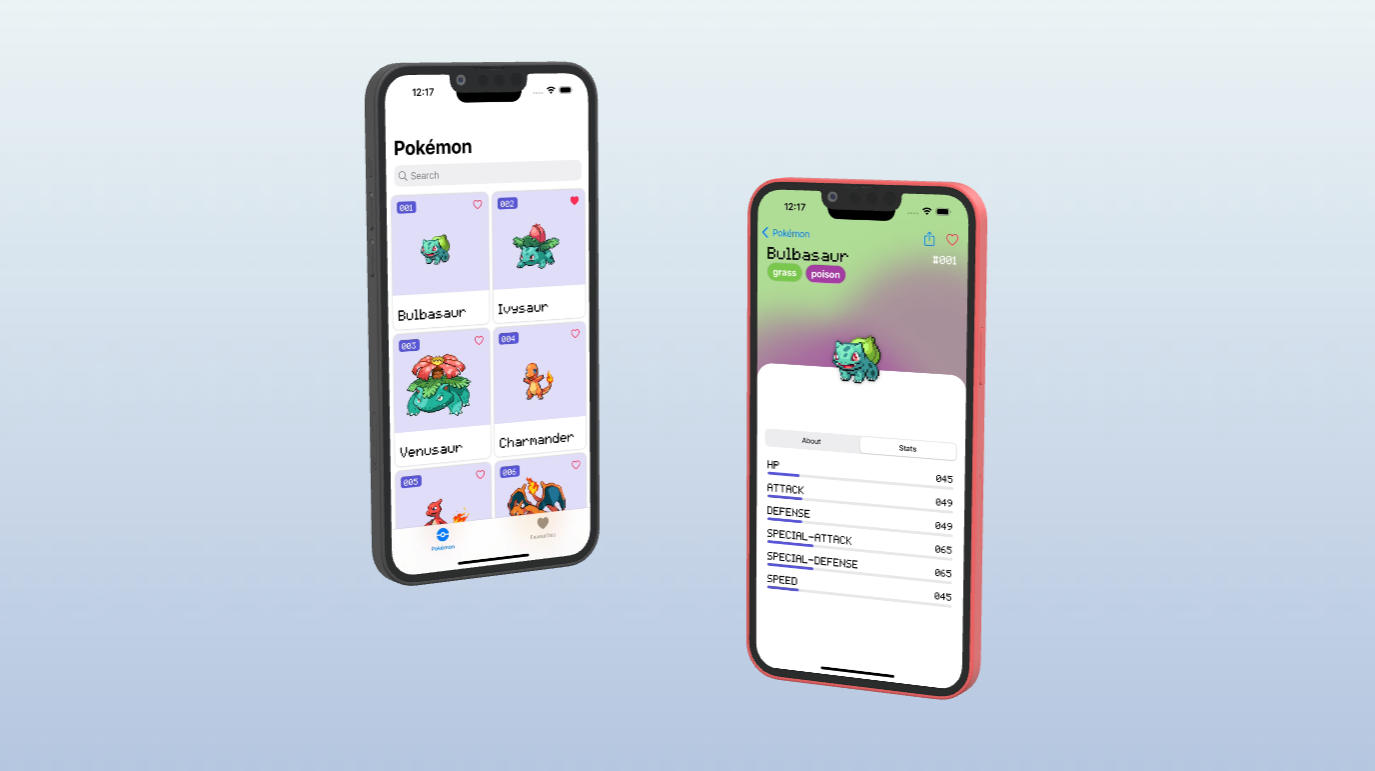 12:17
Pokémon
Search
001
002
Bulbasaur
Ivysaur
003
004
Venusaur
Charmander
005
006
Pokémon
Favourites
12:17
Pokémon
Bulbasaur
#001
grass
poison
About
Stats
HP
045
ATTACK
049
DEFENSE
049
SPECIAL-ATTACK
065
SPECIAL-DEFENSE
065
SPEED
045